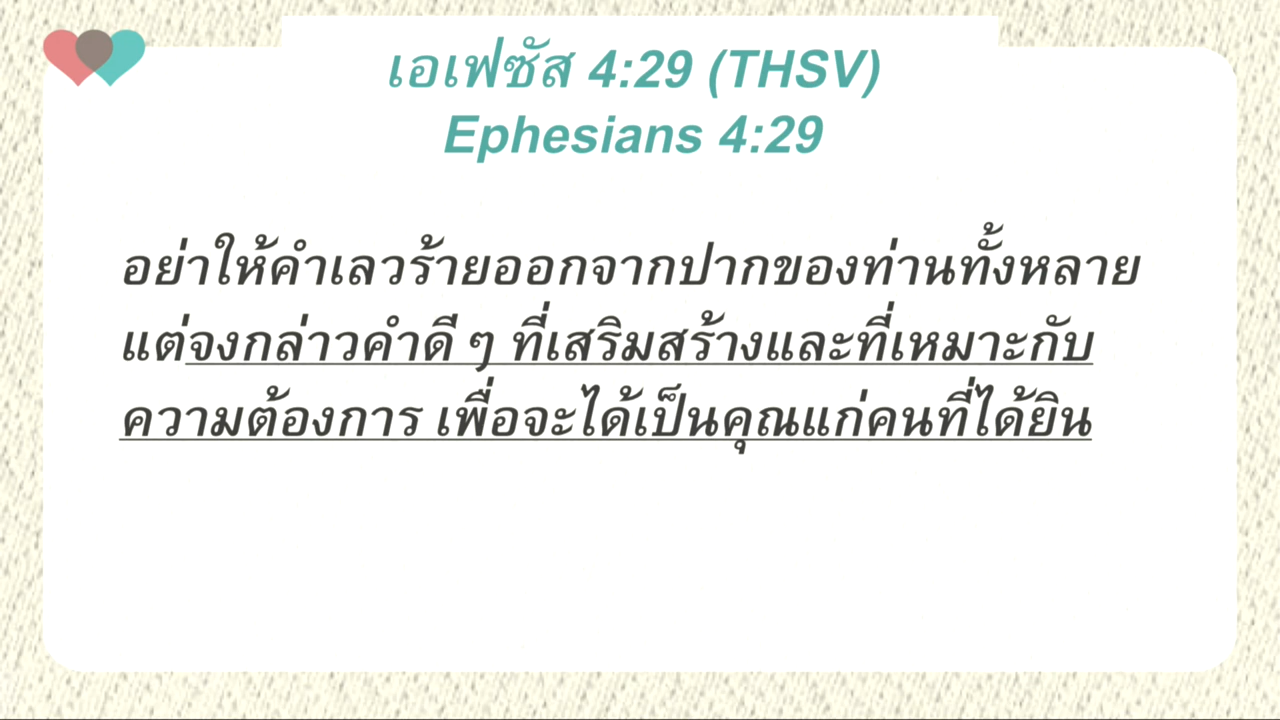 เอเฟซัส 4:29 (THSV)
Ephesians 4:29
อย่าให้คำเลวร้ายออกจากปากของท่านทั้งหลาย
แต่จงกล่าวคำดี ๆ ที่เสริมสร้างและที่เหมาะกับ
ความต้องการ เพื่อจะได้เป็นคุณแก่คนที่ได้ยิน